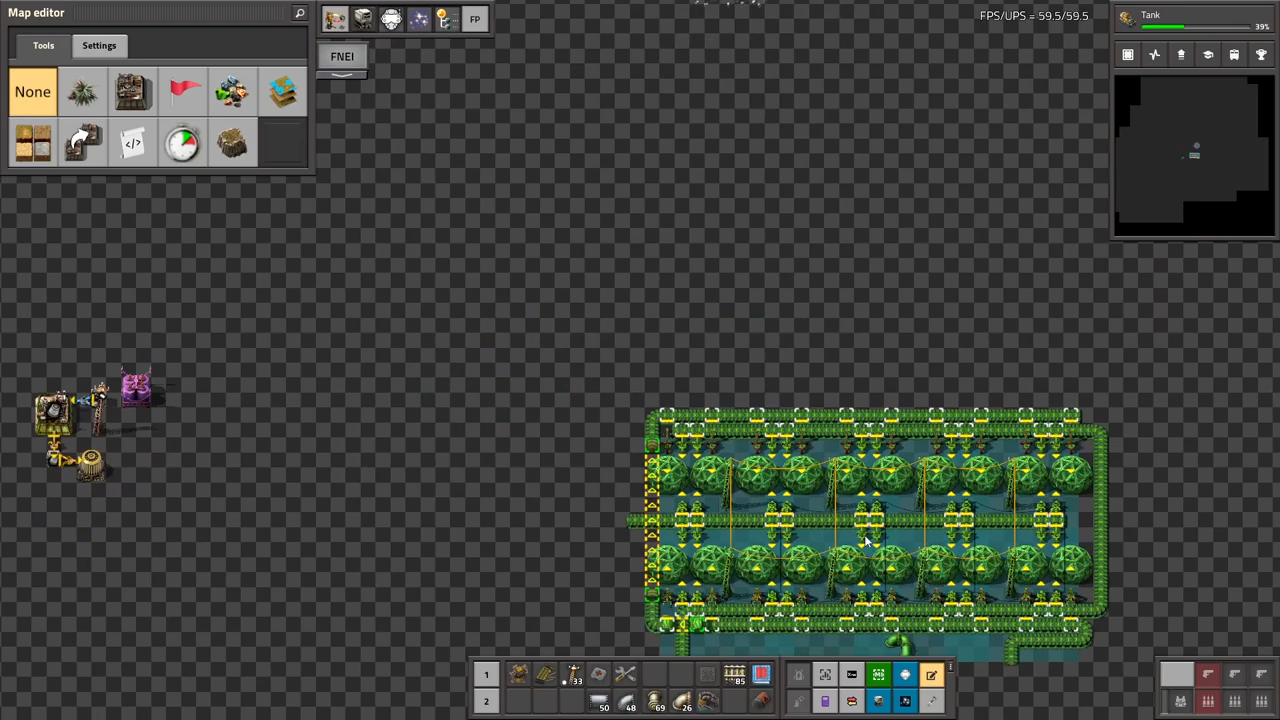 Map editor
FP
FPS/UPS = 59.5/59.5
Tank
39%
Tools
Settings
FNEI
None
</>
1
33
85
2
50
48
69
26